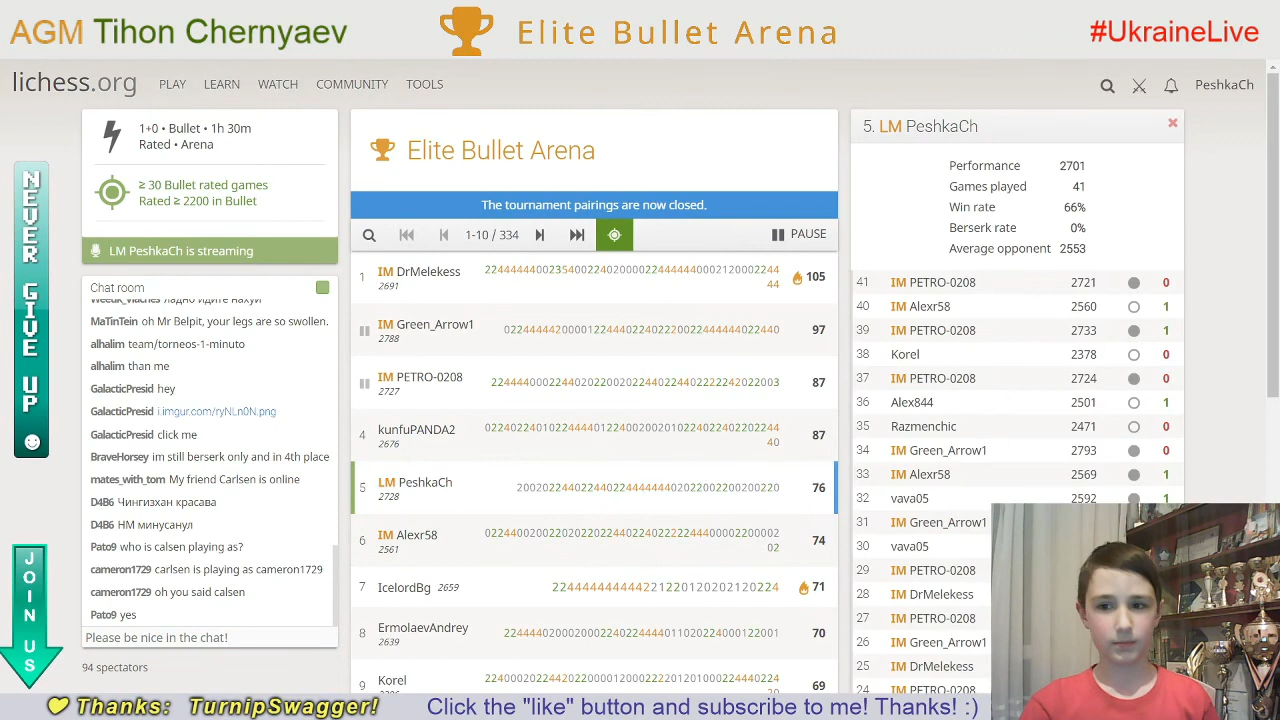 AGM Tihon Chernyaev
Elite Bullet Arena
#UkraineLive
lichess.org PLAY LEARN WATCH COMMUNITY TOOLS PeshkaCh
NEVER GIVE UP
JOIN US
1+0 • Bullet • 1h 30m
Rated • Arena
≥ 30 Bullet rated games
Rated ≥ 2200 in Bullet
LM PeshkaCh is streaming
Chat room
MaTinTein oh Mr Belpit, your legs are so swollen.
alhalim team/torneos-1-minuto
alhalim than me
GalacticPresid hey
GalacticPresid i.imgur.com/ryNLn0N.png
GalacticPresid click me
BraveHorsey im still berserk only and in 4th place
mates_with_tom My friend Carlsen is online
D4B6 Чингизхан красава
D4B6 НМ минусанул
Pato9 who is calsen playing as?
cameron1729 carlsen is playing as cameron1729
cameron1729 oh you said calsen
Pato9 yes
Please be nice in the chat!
94 spectators
Elite Bullet Arena
The tournament pairings are now closed.
1-10 / 334 PAUSE
1 IM DrMelekess 105
2691
44
IM Green_Arrow1 97
2788
IM PETRO-0208 87
2727
4 kunfuPANDA2 87
2676
40
5 LM PeshkaCh 76
2728
6 IM Alexr58 74
2561
02
7 IcelordBg 2659 71
8 ErmolaevAndrey 70
2639
9 Korel 69
5. LM PeshkaCh
Performance 2701
Games played 41
Win rate 66%
Berserk rate 0%
Average opponent 2553
41 IM PETRO-0208 2721 0
40 IM Alexr58 2560 1
39 IM PETRO-0208 2733 1
38 Korel 2378 0
37 IM PETRO-0208 2724 0
36 Alex844 2501 1
35 Razmenchic 2471 0
34 IM Green_Arrow1 2793 0
33 IM Alexr58 2569 1
32 vava05 2592 1
31 IM Green_Arrow1
30 vava05
29 IM PETRO-0208
28 IM DrMelekess
27 IM PETRO-0208
26 IM Green_Arrow1
25 IM DrMelekess
24 IM PETRO-0208
Thanks: TurnipSwagger!
Click the "like" button and subscribe to me! Thanks! :)